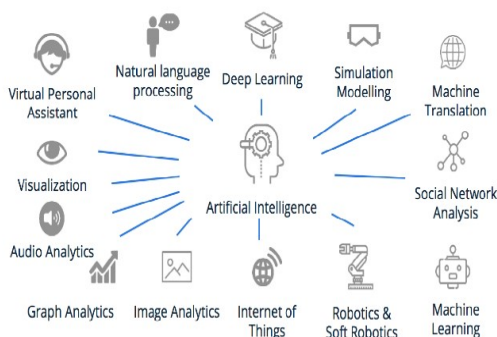 Virtual Personal
Assistant
Natural language
processing
Deep Learning
Simulation
Modelling
Machine
Translation
Visualization
Artificial Intelligence
Social Network
Analysis
Audio Analytics
Graph Analytics
Image Analytics
Internet of
Things
Robotics &
Soft Robotics
Machine
Learning